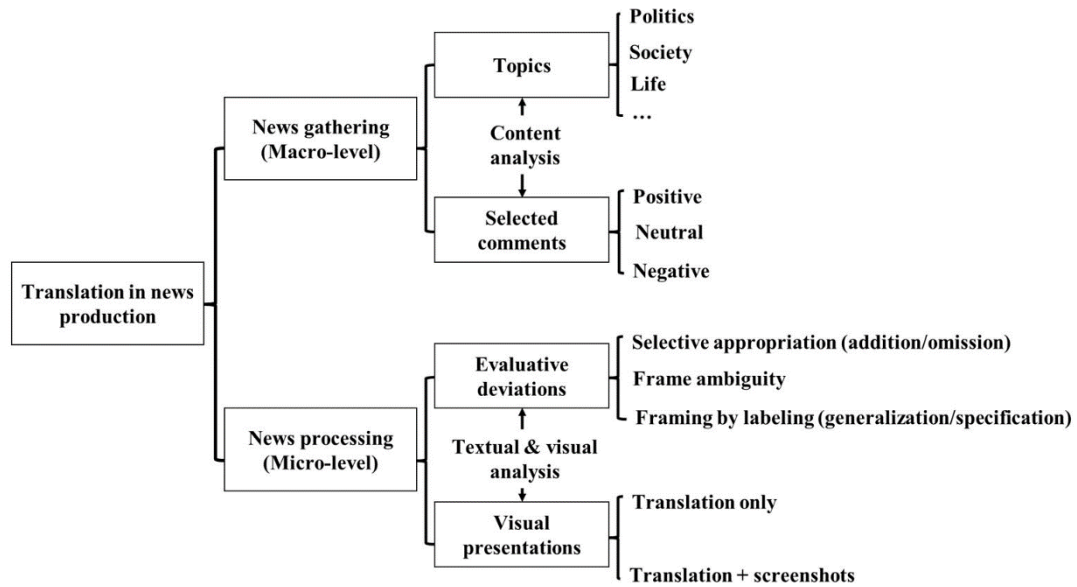 Politics
Society
Life
…
Topics
News gathering
(Macro-level)
Content
analysis
Selected
comments
Positive
Neutral
Negative
Translation in news
production
News processing
(Micro-level)
Evaluative
deviations
Selective appropriation (addition/omission)
Frame ambiguity
Framing by labeling (generalization/specification)
Textual & visual
analysis
Visual
presentations
Translation only
Translation + screenshots